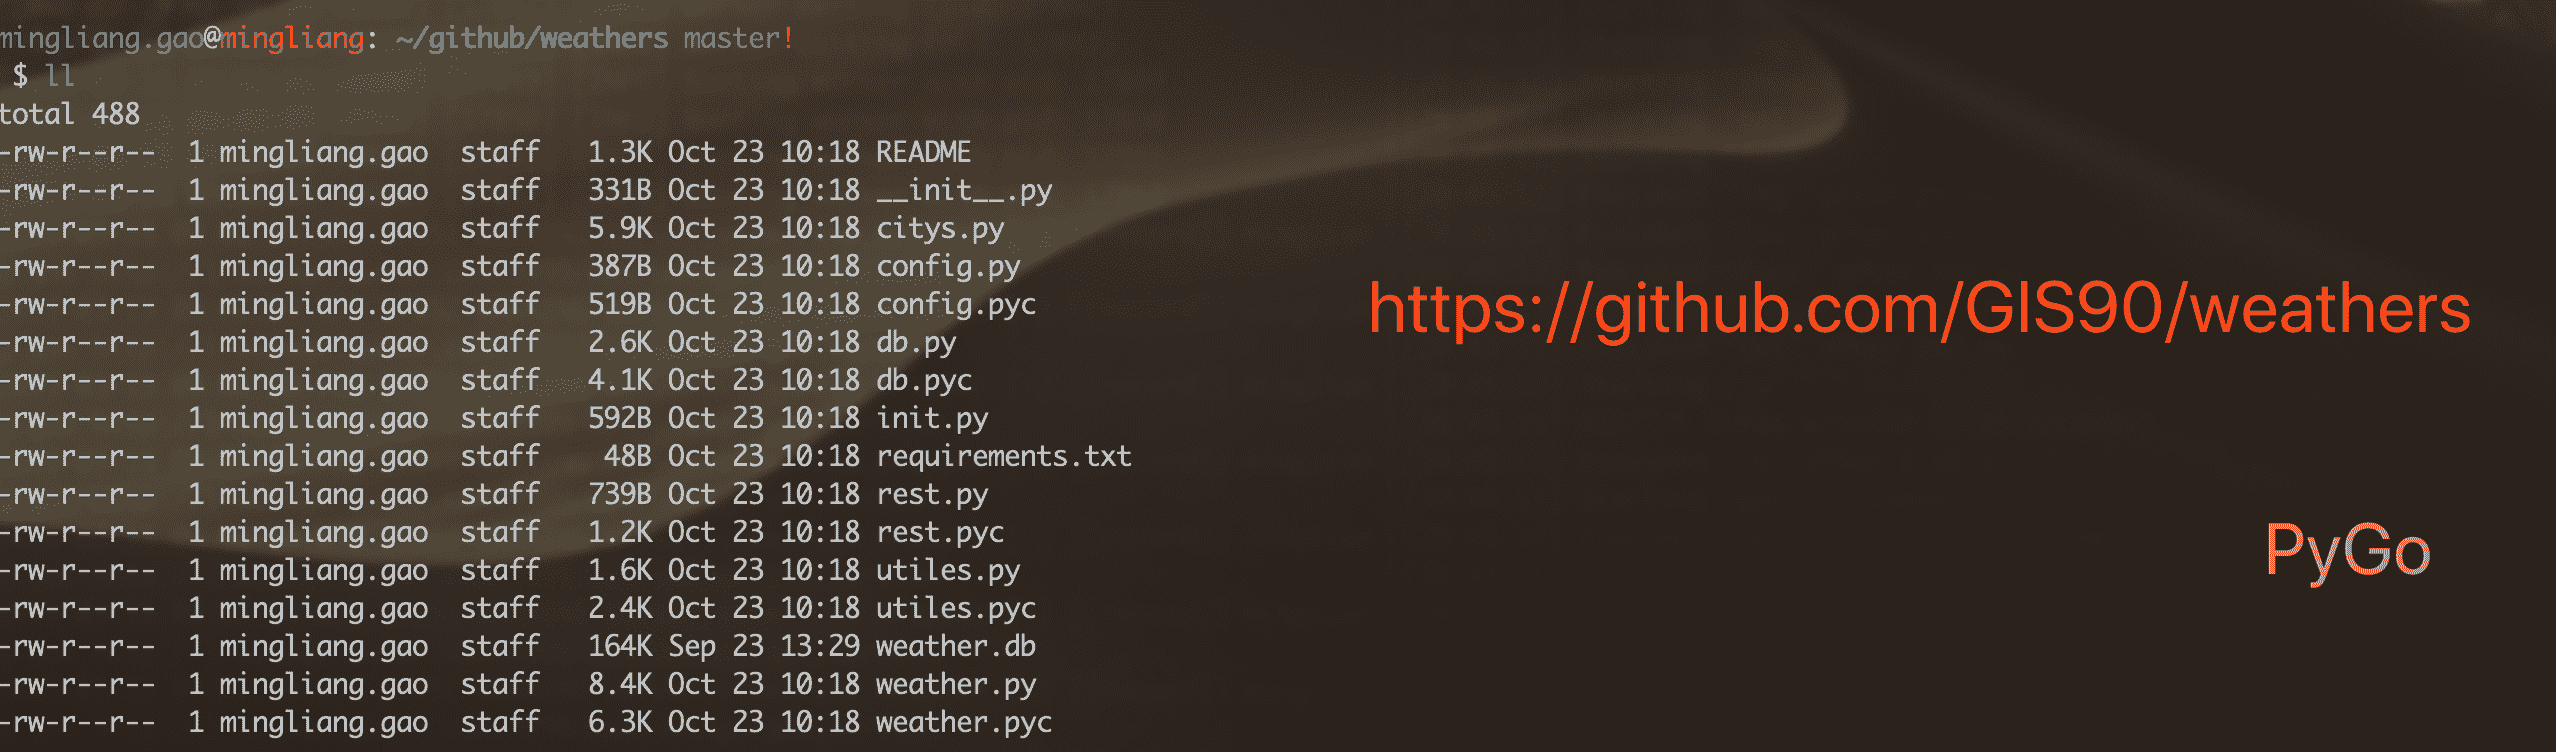 mingliang.gao@mingliang: ~/github/weathers master!
$ ll
total 488
-rw-r--r--  1 mingliang.gao  staff   1.3K Oct 23 10:18 README
-rw-r--r--  1 mingliang.gao  staff   331B Oct 23 10:18 __init__.py
-rw-r--r--  1 mingliang.gao  staff   5.9K Oct 23 10:18 citys.py
-rw-r--r--  1 mingliang.gao  staff   387B Oct 23 10:18 config.py
-rw-r--r--  1 mingliang.gao  staff   519B Oct 23 10:18 config.pyc
https://github.com/GIS90/weathers
-rw-r--r--  1 mingliang.gao  staff   2.6K Oct 23 10:18 db.py
-rw-r--r--  1 mingliang.gao  staff   4.1K Oct 23 10:18 db.pyc
-rw-r--r--  1 mingliang.gao  staff   592B Oct 23 10:18 init.py
-rw-r--r--  1 mingliang.gao  staff    48B Oct 23 10:18 requirements.txt
-rw-r--r--  1 mingliang.gao  staff   739B Oct 23 10:18 rest.py
-rw-r--r--  1 mingliang.gao  staff   1.2K Oct 23 10:18 rest.pyc
PyGo
-rw-r--r--  1 mingliang.gao  staff   1.6K Oct 23 10:18 utiles.py
-rw-r--r--  1 mingliang.gao  staff   2.4K Oct 23 10:18 utiles.pyc
-rw-r--r--  1 mingliang.gao  staff   164K Sep 23 13:29 weather.db
-rw-r--r--  1 mingliang.gao  staff   8.4K Oct 23 10:18 weather.py
-rw-r--r--  1 mingliang.gao  staff   6.3K Oct 23 10:18 weather.pyc